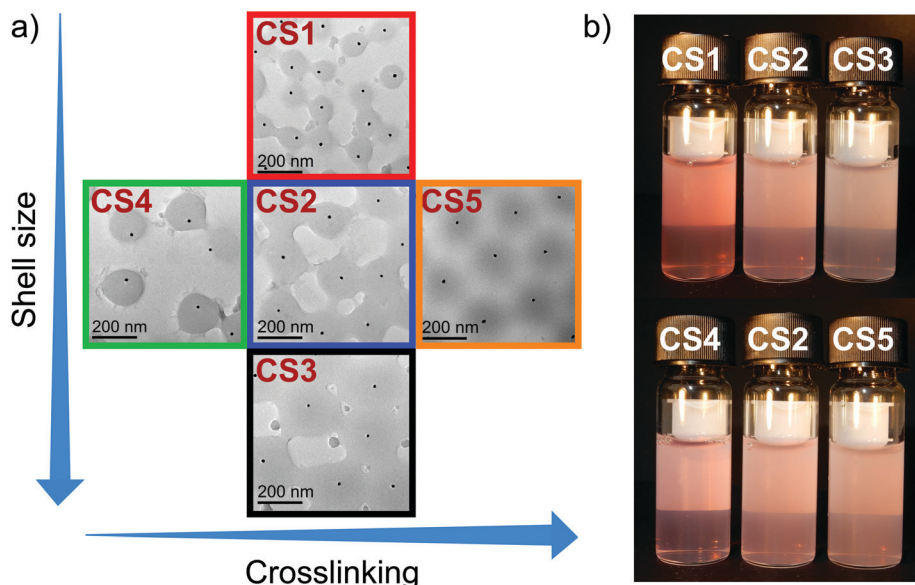 a)
b)
CS1
200 nm
CS4
200 nm
CS2
200 nm
CS5
200 nm
CS3
200 nm
Shell size
Crosslinking
CS1 CS2 CS3
CS4 CS2 CS5